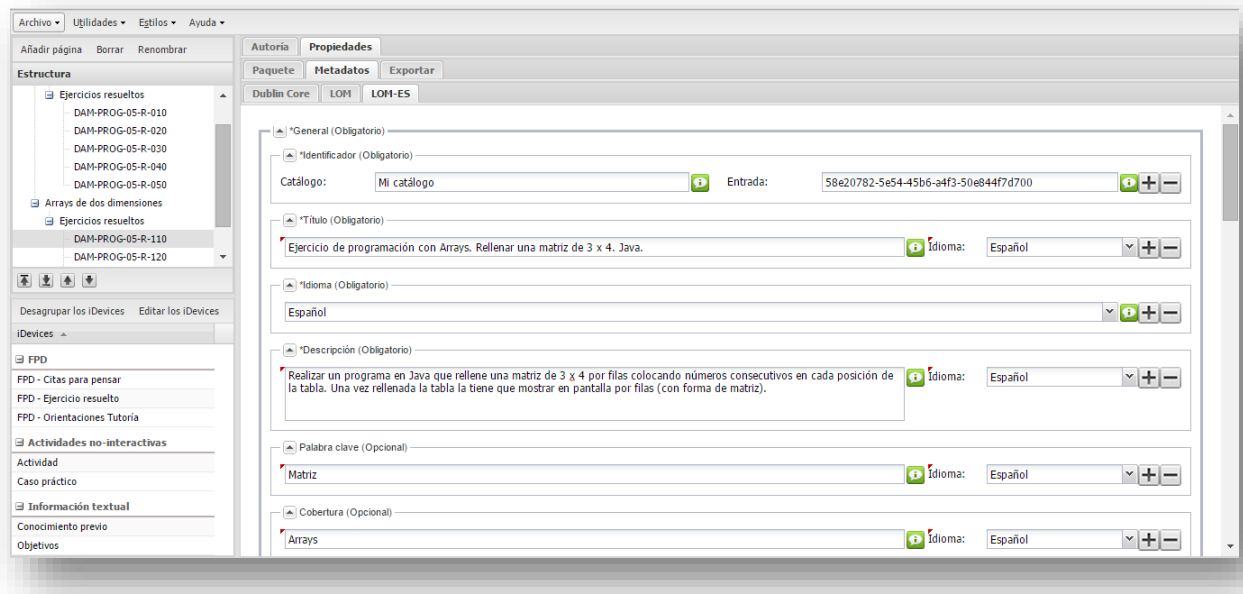 Archivo Utilidades Estilos Ayuda
Añadir página Borrar Renombrar
Estructura
Ejercicios resueltos
DAM-PROG-05-R-010
DAM-PROG-05-R-020
DAM-PROG-05-R-030
DAM-PROG-05-R-040
DAM-PROG-05-R-050
Arrays de dos dimensiones
Ejercicios resueltos
DAM-PROG-05-R-110
DAM-PROG-05-R-120
Desagrupar los iDevices Editar los iDevices
iDevices
FPD
FPD - Citas para pensar
FPD - Ejercicio resuelto
FPD - Orientaciones Tutoría
Actividades no-interactivas
Actividad
Caso práctico
Información textual
Conocimiento previo
Objetivos
Autoría Propiedades
Paquete Metadatos Exportar
Dublin Core LOM LOM-ES
*General (Obligatorio)
*Identificador (Obligatorio)
Catálogo: Mi catálogo Entrada: 58e20782-5e54-45b6-a4f3-50e844f7d700
*Título (Obligatorio)
Ejercicio de programación con Arrays. Rellenar una matriz de 3 x 4. Java. Idioma: Español
*Idioma (Obligatorio)
Español
*Descripción (Obligatorio)
Realizar un programa en Java que rellene una matriz de 3 x 4 por filas colocando números consecutivos en cada posición de Idioma: Español
la tabla. Una vez rellenada la tabla la tiene que mostrar en pantalla por filas (con forma de matriz).
Palabra clave (Opcional)
Matriz Idioma: Español
Cobertura (Opcional)
Arrays Idioma: Español